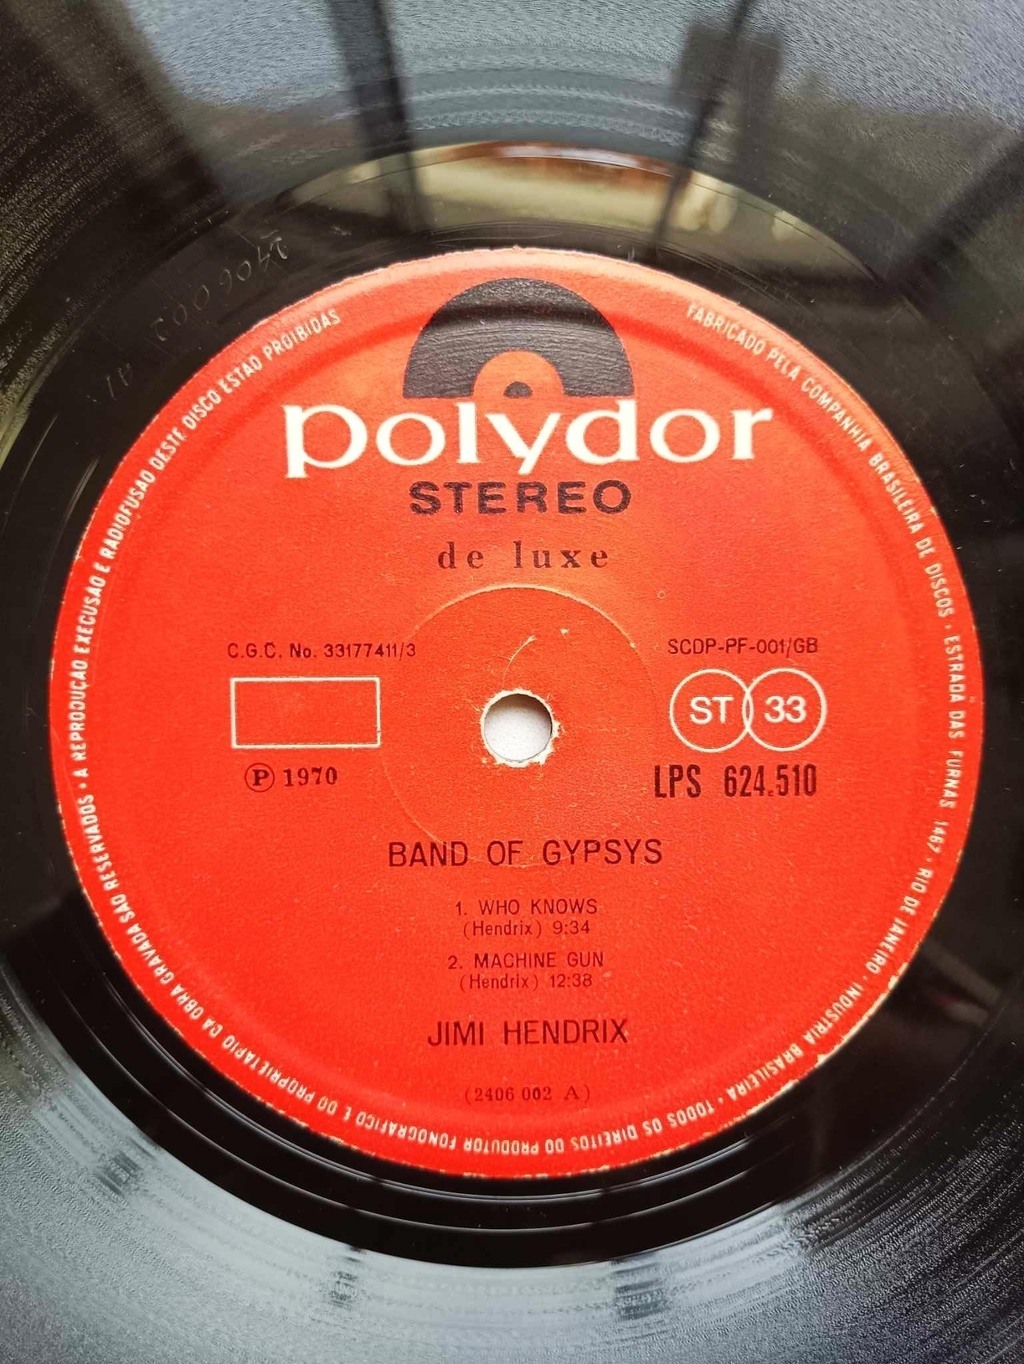 polydor
STEREO
de luxe
C.G.C. No. 33177411/3
SCDP-PF-001/GB
ST 33
℗ 1970
LPS 624.510
BAND OF GYPSYS
1. WHO KNOWS
(Hendrix) 9:34
2. MACHINE GUN
(Hendrix) 12:38
JIMI HENDRIX
(2406 002 A)
FABRICADO PELA COMPANHIA BRASILEIRA DE DISCOS · ESTRADA DAS FURNAS 1467 · RIO DE JANEIRO · INDUSTRIA BRASILEIRA · TODOS OS DIREITOS DO PRODUTOR FONOGRAFICO E DO PROPRIETARIO DA OBRA GRAVADA SAO RESERVADOS · A REPRODUÇAO EXECUSAO E RADIOFUSAO DESTE DISCO ESTAO PROIBIDAS
2406 002 A1